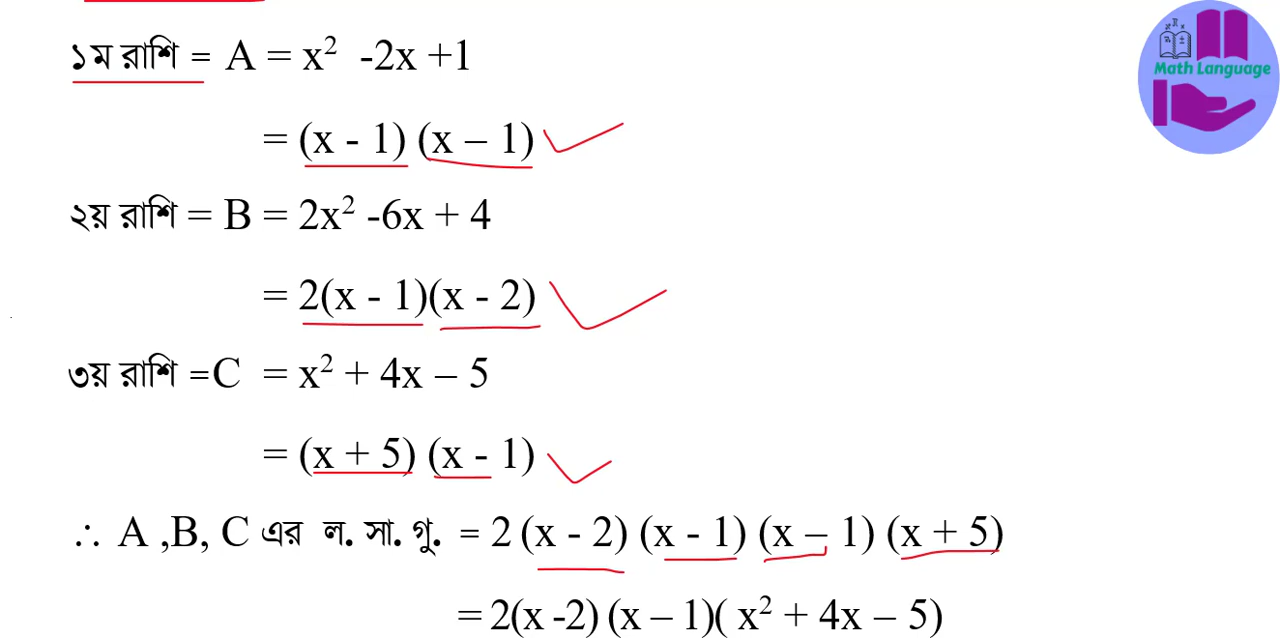 ১ম রাশি = A = x² -2x +1
= (x - 1) (x – 1)
২য় রাশি = B = 2x² -6x + 4
= 2(x - 1)(x - 2)
৩য় রাশি =C = x² + 4x – 5
= (x + 5) (x - 1)
∴ A ,B, C এর ল. সা. গু. = 2 (x - 2) (x - 1) (x – 1) (x + 5)
= 2(x -2) (x – 1)( x² + 4x – 5)
Math Language